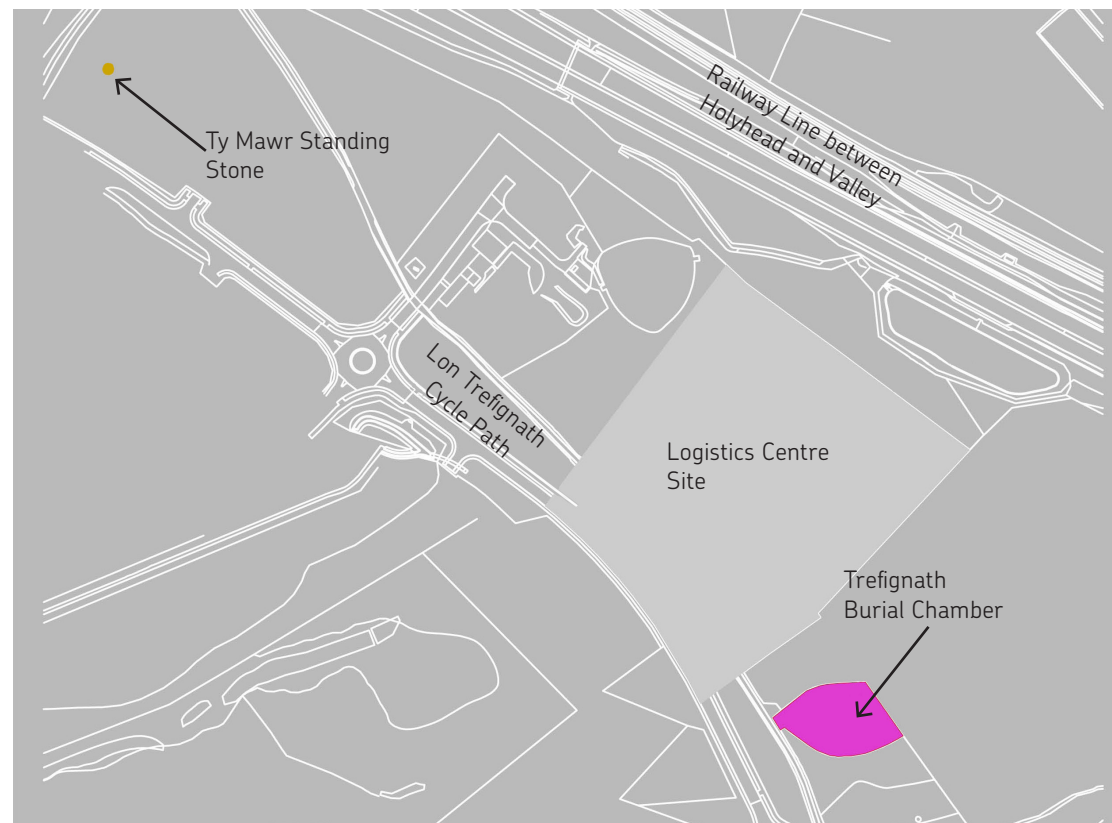 Ty Mawr Standing
Stone
Railway Line between
Holyhead and Valley
Lon Trefignath
Cycle Path
Logistics Centre
Site
Trefignath
Burial Chamber